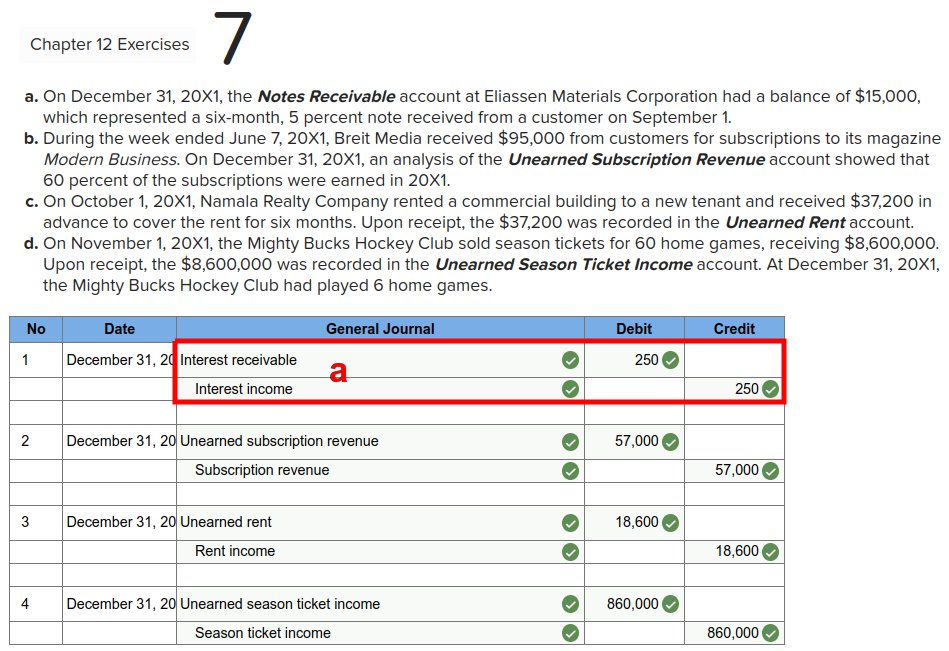 Chapter 12 Exercises 7
a. On December 31, 20X1, the Notes Receivable account at Eliassen Materials Corporation had a balance of $15,000,
which represented a six-month, 5 percent note received from a customer on September 1.
b. During the week ended June 7, 20X1, Breit Media received $95,000 from customers for subscriptions to its magazine
Modern Business. On December 31, 20X1, an analysis of the Unearned Subscription Revenue account showed that
60 percent of the subscriptions were earned in 20X1.
c. On October 1, 20X1, Namala Realty Company rented a commercial building to a new tenant and received $37,200 in
advance to cover the rent for six months. Upon receipt, the $37,200 was recorded in the Unearned Rent account.
d. On November 1, 20X1, the Mighty Bucks Hockey Club sold season tickets for 60 home games, receiving $8,600,000.
Upon receipt, the $8,600,000 was recorded in the Unearned Season Ticket Income account. At December 31, 20X1,
the Mighty Bucks Hockey Club had played 6 home games.
No Date General Journal Debit Credit
1 December 31, 20 Interest receivable a 250
Interest income 250
2 December 31, 20 Unearned subscription revenue 57,000
Subscription revenue 57,000
3 December 31, 20 Unearned rent 18,600
Rent income 18,600
4 December 31, 20 Unearned season ticket income 860,000
Season ticket income 860,000